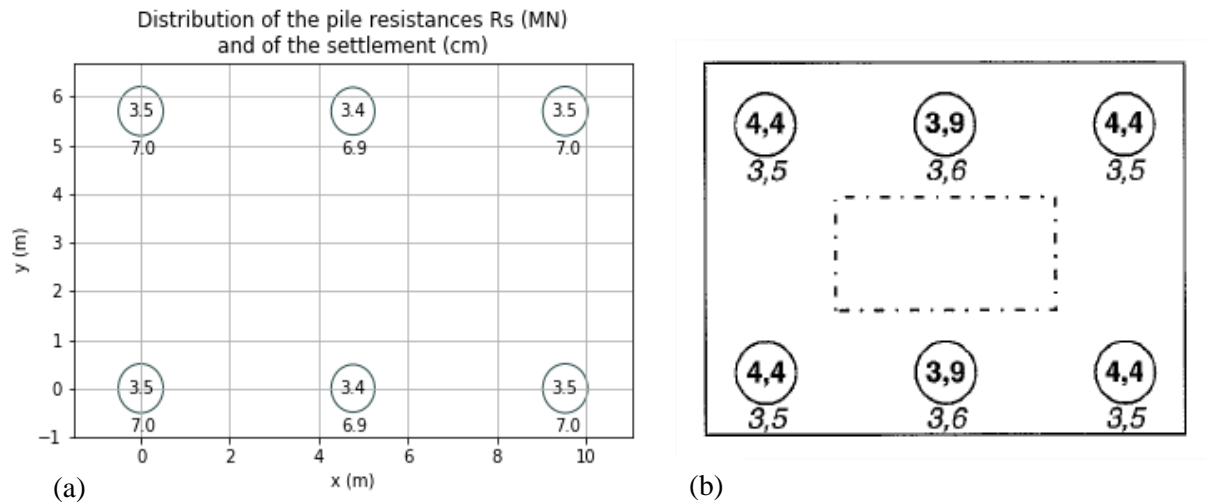 Distribution of the pile resistances Rs (MN)
and of the settlement (cm)
6
5
4
3
2
1
0
−1
y (m)
3.5 3.4 3.5
7.0 6.9 7.0
3.5 3.4 3.5
7.0 6.9 7.0
0 2 4 6 8 10
x (m)
(a)
4,4 3,9 4,4
3,5 3,6 3,5
4,4 3,9 4,4
3,5 3,6 3,5
(b)